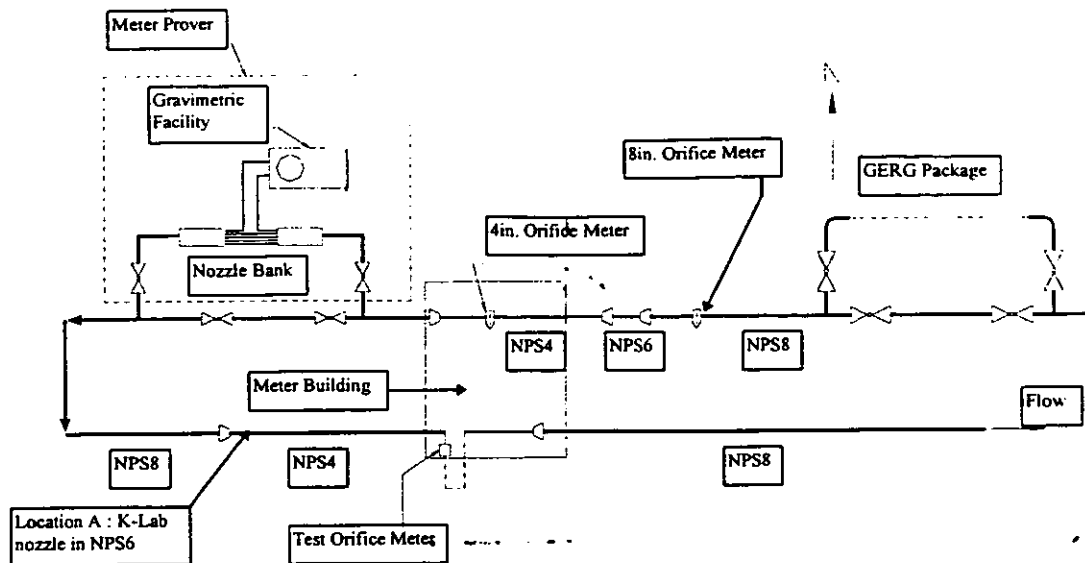 Meter Prover
Gravimetric
Facility
8in. Orifice Meter
GERG Package
4in. Orifice Meter
Nozzle Bank
NPS4
NPS6
NPS8
Meter Building
Flow
NPS8
NPS4
NPS8
Location A : K-Lab
nozzle in NPS6
Test Orifice Meter